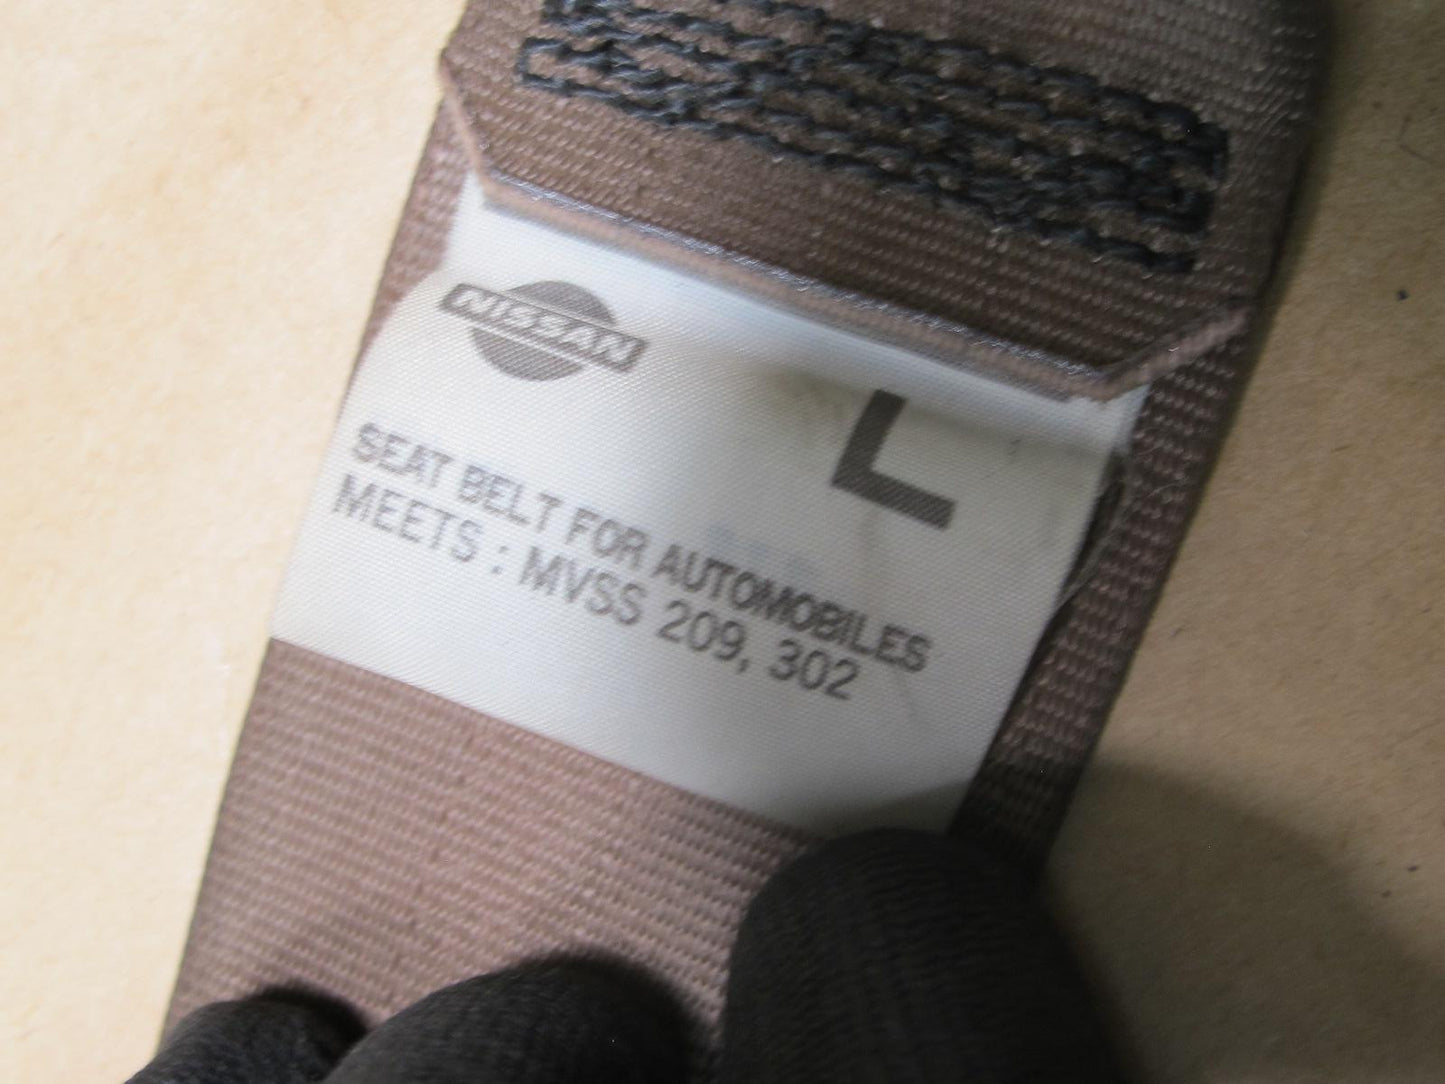 NISSAN
L
SEAT BELT FOR AUTOMOBILES
MEETS : MVSS 209, 302